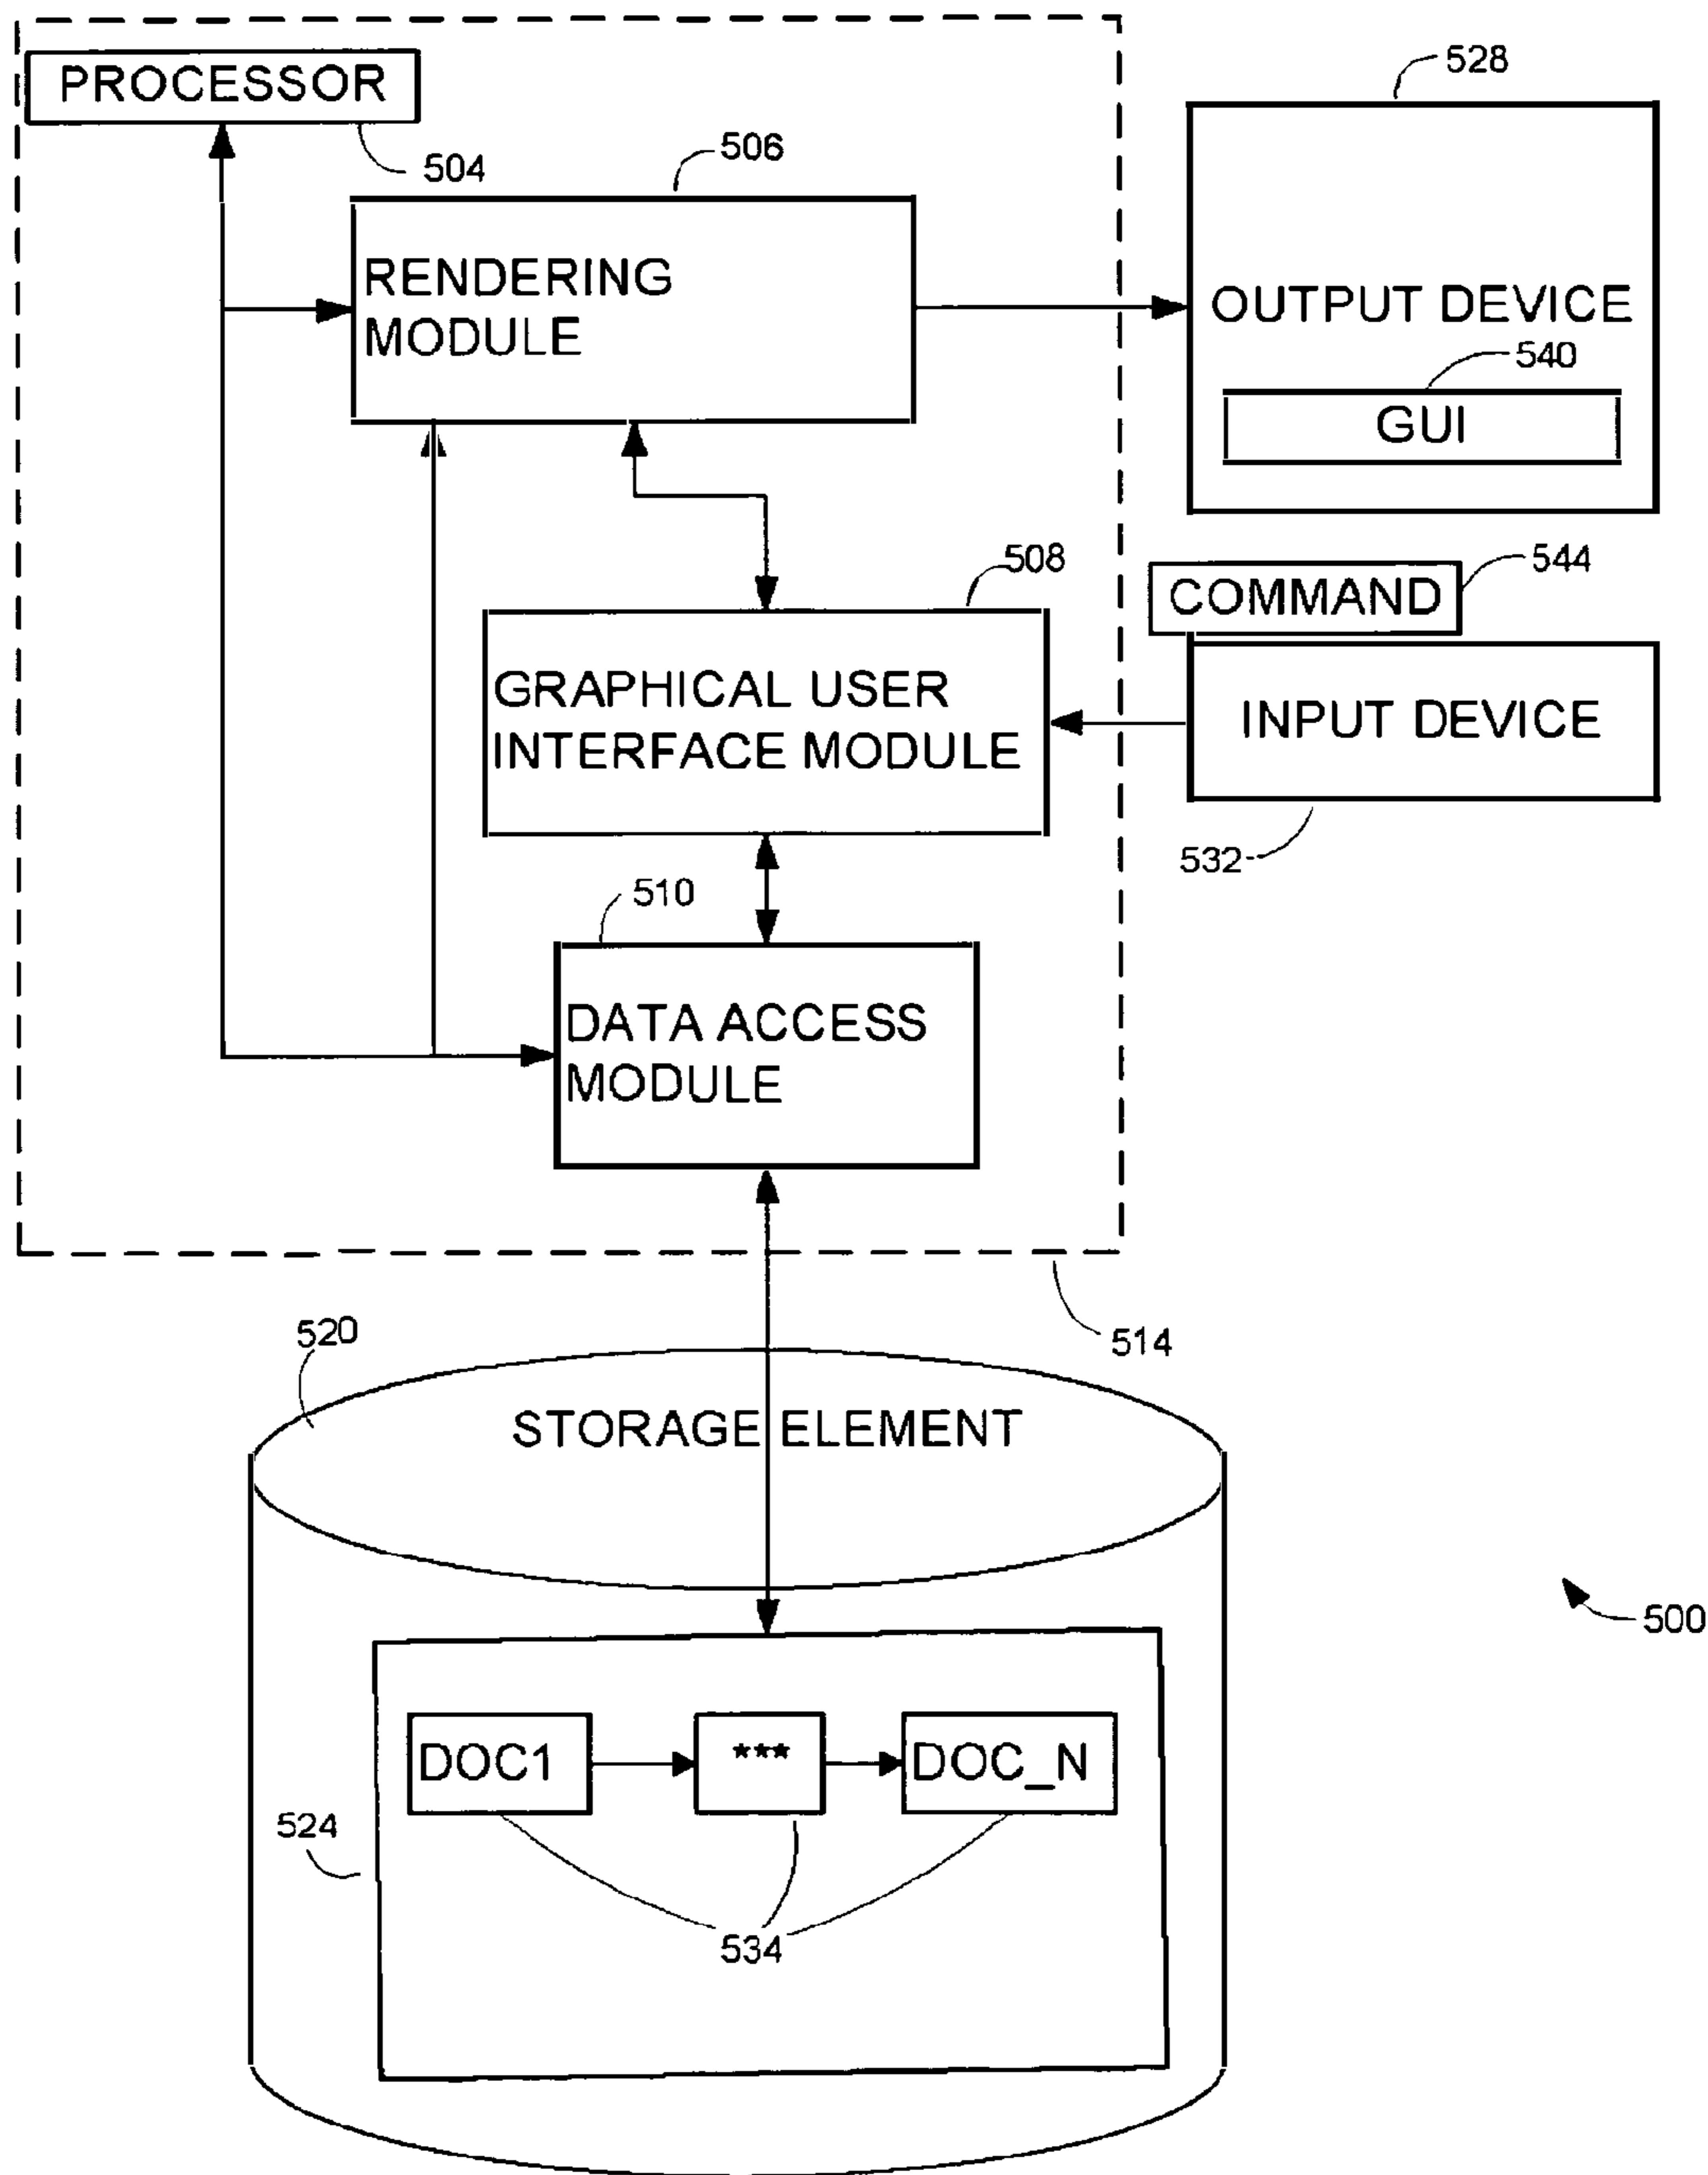 528
PROCESSOR
504
506
RENDERING
MODULE
OUTPUT DEVICE
540
GUI
508
544
COMMAND
GRAPHICAL USER
INTERFACE MODULE
INPUT DEVICE
532
510
DATA ACCESS
MODULE
514
520
STORAGE ELEMENT
500
DOC1
***
DOC_N
524
534